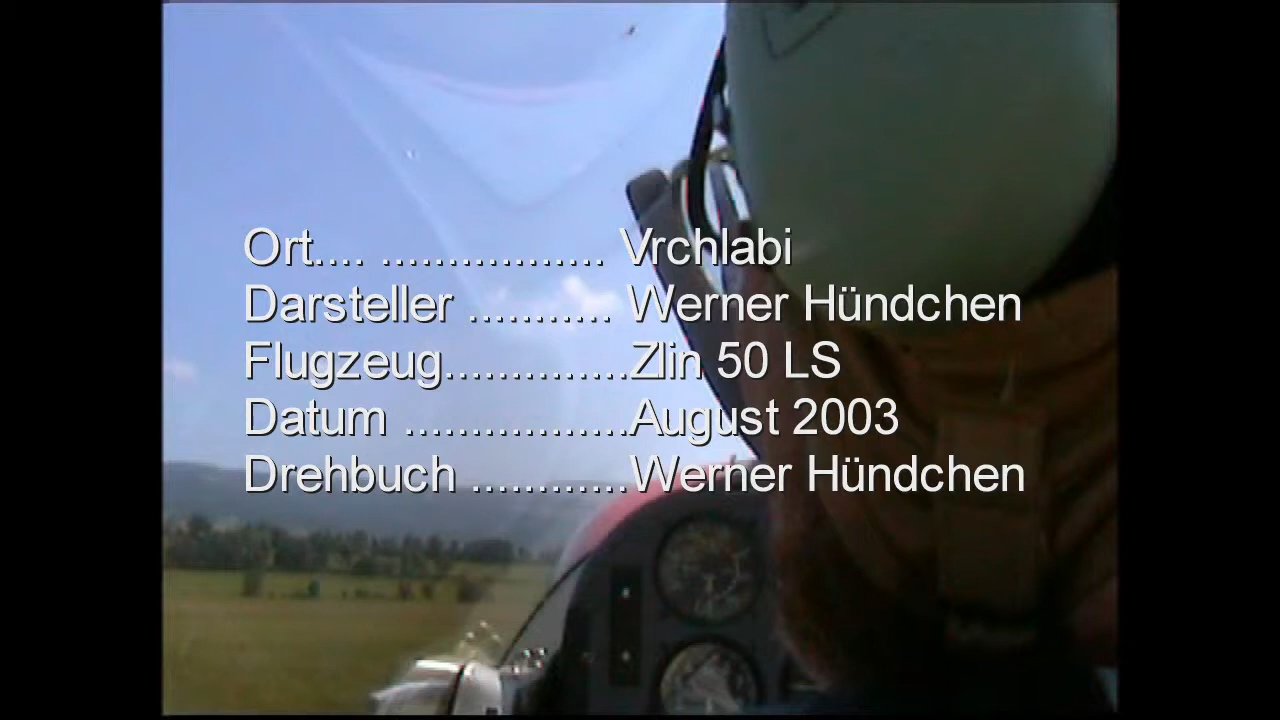 Ort.... ................. Vrchlabi
Darsteller ........... Werner Hündchen
Flugzeug..............Zlin 50 LS
Datum .................August 2003
Drehbuch ............Werner Hündchen